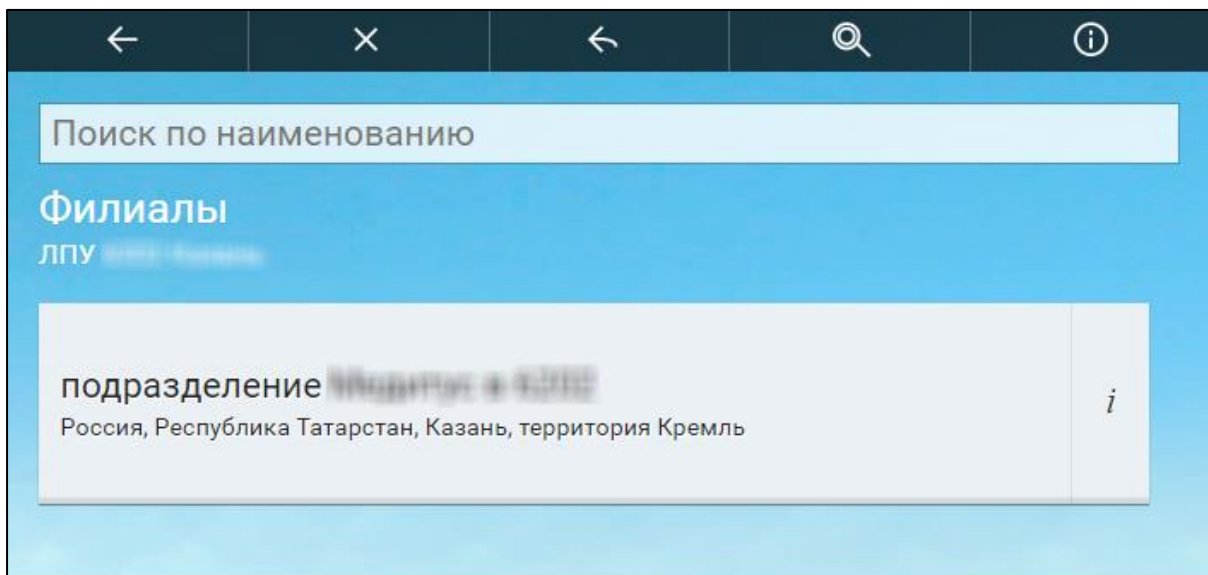 Поиск по наименованию
Филиалы
ЛПУ
подразделение
i
Россия, Республика Татарстан, Казань, территория Кремль